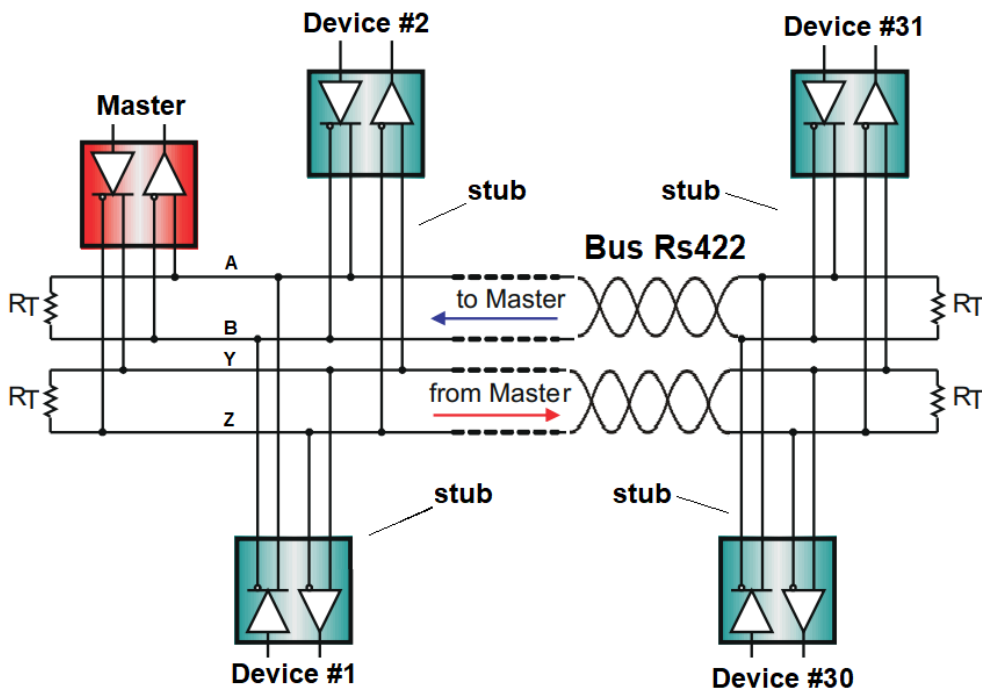 Device #2
Device #31
Master
stub
stub
Bus Rs422
A
RT
to Master
RT
B
Y
RT
from Master
RT
Z
stub
stub
Device #1
Device #30